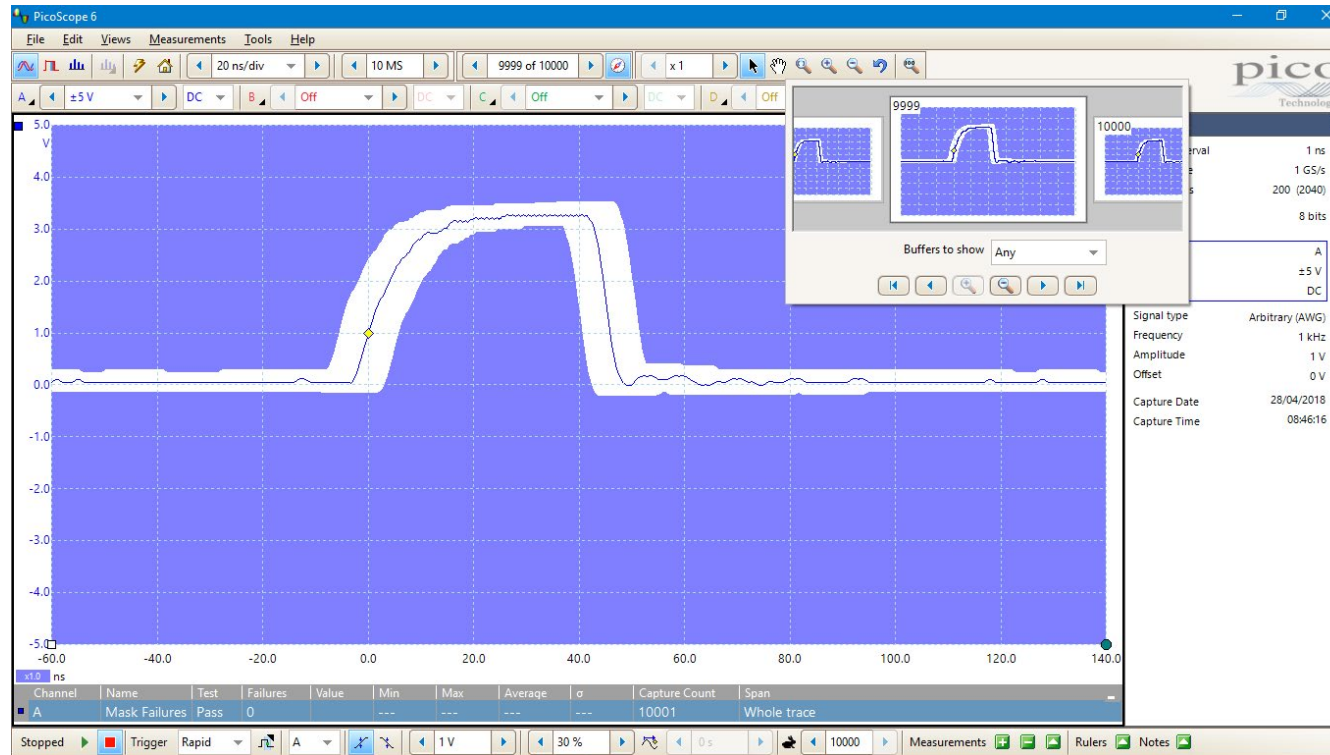 PicoScope 6
File Edit Views Measurements Tools Help
20 ns/div 10 MS 9999 of 10000 x 1
pico
Technolog
A ±5 V DC B Off DC C Off DC D Off
9999
10000
Buffers to show Any
erval 1 ns
e 1 GS/s
s 200 (2040)
8 bits
A
±5 V
DC
Signal type Arbitrary (AWG)
Frequency 1 kHz
Amplitude 1 V
Offset 0 V
Capture Date 28/04/2018
Capture Time 08:46:16
5.0
V
4.0
3.0
2.0
1.0
0.0
-1.0
-2.0
-3.0
-4.0
-5.0
-60.0 -40.0 -20.0 0.0 20.0 40.0 60.0 80.0 100.0 120.0 140.0
x1.0 ns
Channel Name Test Failures Value Min Max Average σ Capture Count Span
A Mask Failures Pass 0 --- --- --- --- 10001 Whole trace
Stopped Trigger Rapid A 1 V 30 % 0 s 10000 Measurements Rulers Notes